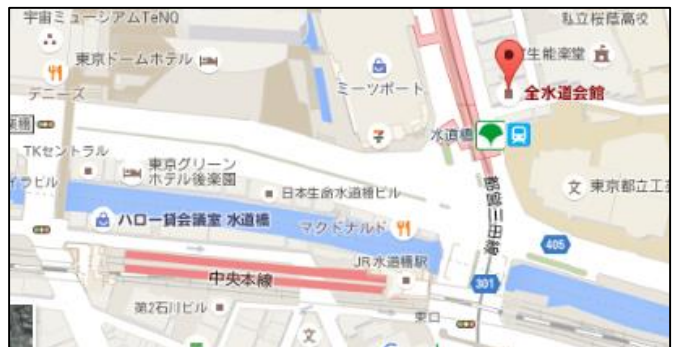 宇宙ミュージアムTeNQ
私立桜蔭高校
東京ドームホテル
生能楽堂
デニーズ
ミーツポート
全水道会館
水道橋
TKセントラル
東京グリーン
ホテル後楽園
東京都立工
日本生命水道橋ビル
都営三田線
ハロー貸会議室 水道橋
マクドナルド
405
JR水道橋駅
中央本線
301
第2石川ビル
東口
文